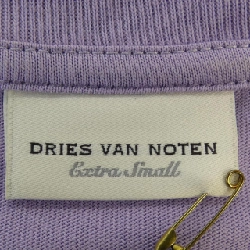 DRIES VAN NOTEN
Extra Small